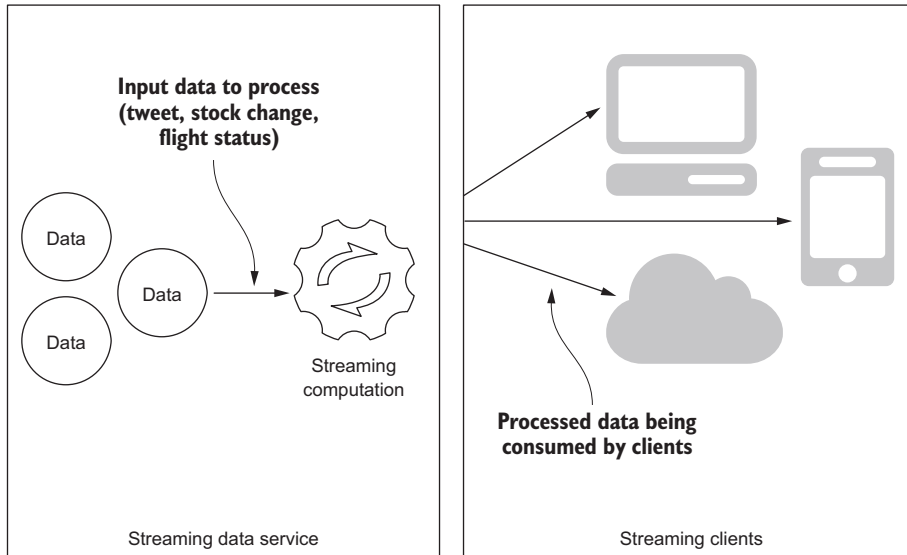 Input data to process
(tweet, stock change,
flight status)
Data
Data
Data
Streaming
computation
Streaming data service
Processed data being
consumed by clients
Streaming clients